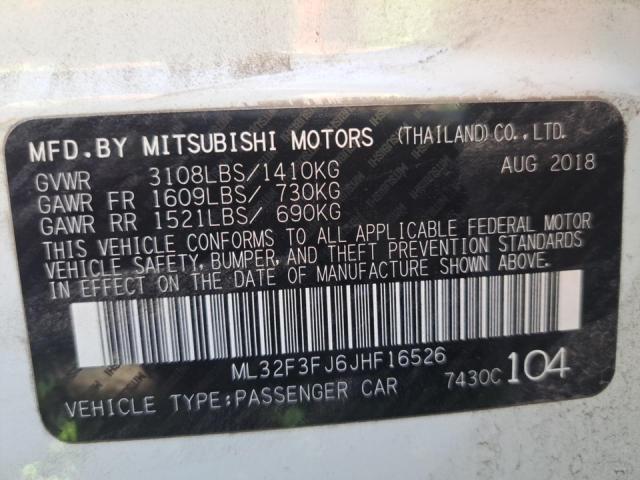 MFD.BY MITSUBISHI MOTORS (THAILAND)CO.,LTD.
GVWR 3108LBS/1410KG AUG 2018
GAWR FR 1609LBS/ 730KG
GAWR RR 1521LBS/ 690KG
THIS VEHICLE CONFORMS TO ALL APPLICABLE FEDERAL MOTOR
VEHICLE SAFETY, BUMPER, AND THEFT PREVENTION STANDARDS
IN EFFECT ON THE DATE OF MANUFACTURE SHOWN ABOVE.
ML32F3FJ6JHF16526
VEHICLE TYPE:PASSENGER CAR 7430C 104